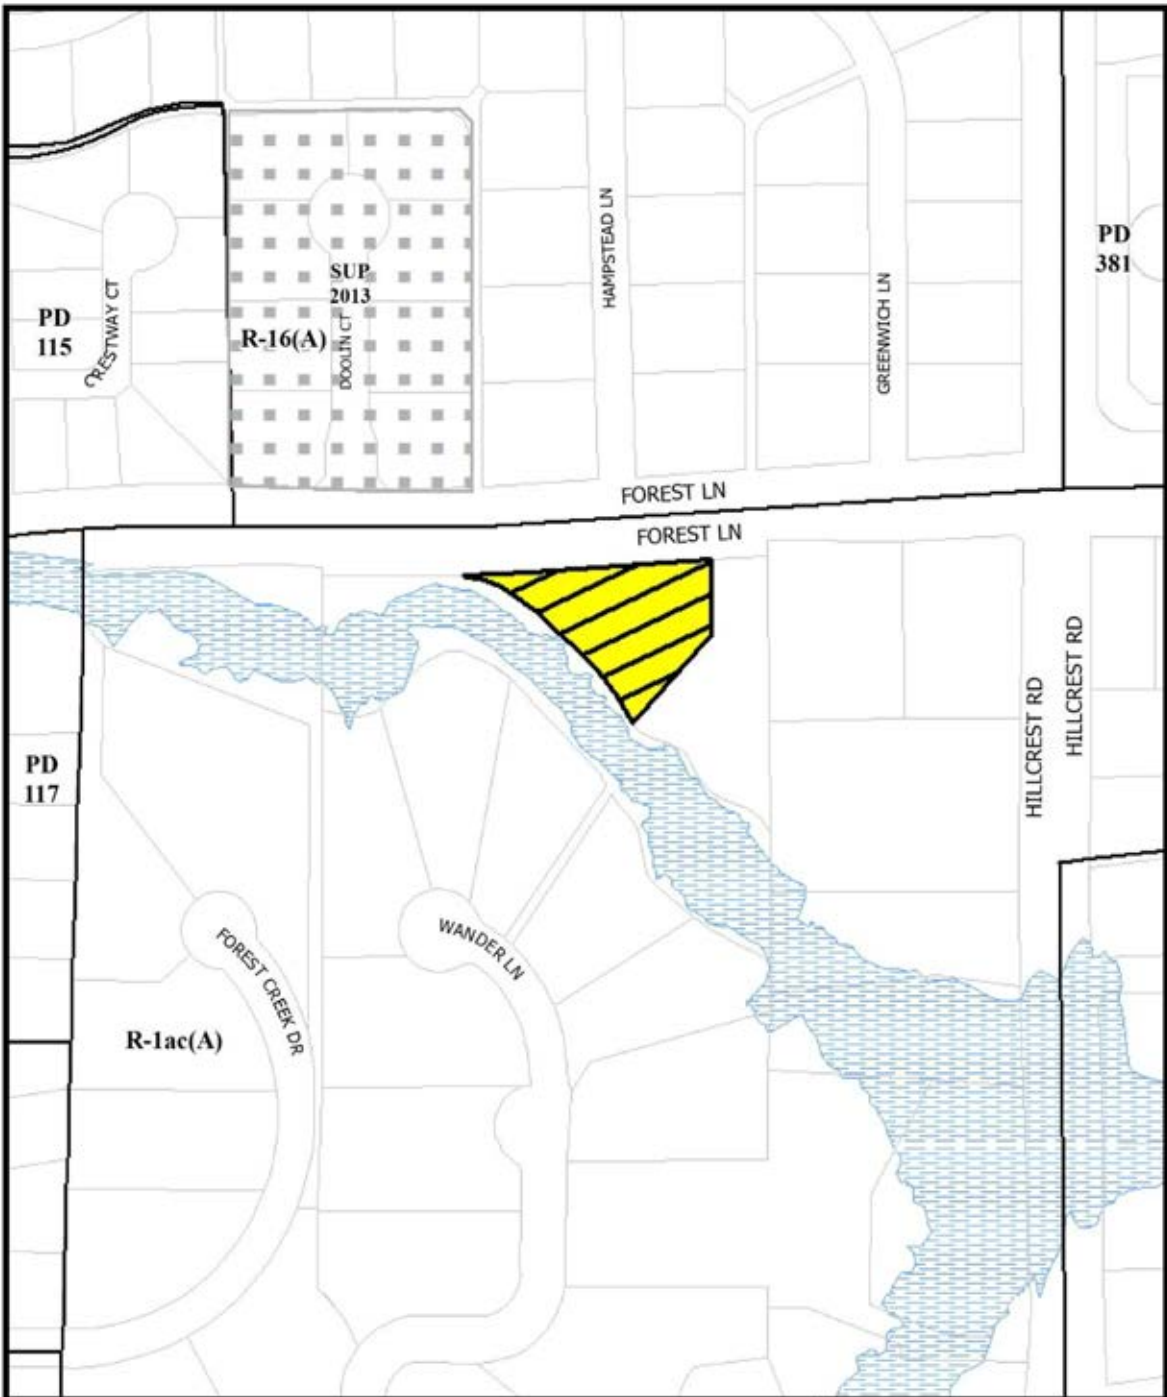 HAMPSTEAD LN
PD
381
SUP
2013
GREENWICH LN
CRESTWAY CT
PD
115
R-16(A)
DOOLIN CT
FOREST LN
FOREST LN
HILLCREST RD
HILLCREST RD
PD
117
WANDER LN
FOREST CREEK DR
R-1ac(A)